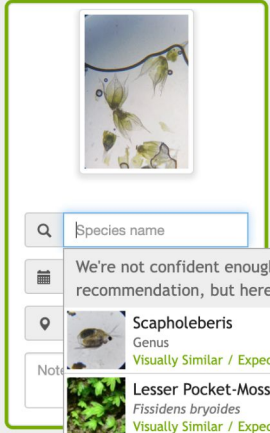 Species name
We're not confident enough
recommendation, but here
Scapholeberis
Genus
Visually Similar / Expec
Note
Lesser Pocket-Moss
Fissidens bryoides
Visually Similar / Expec